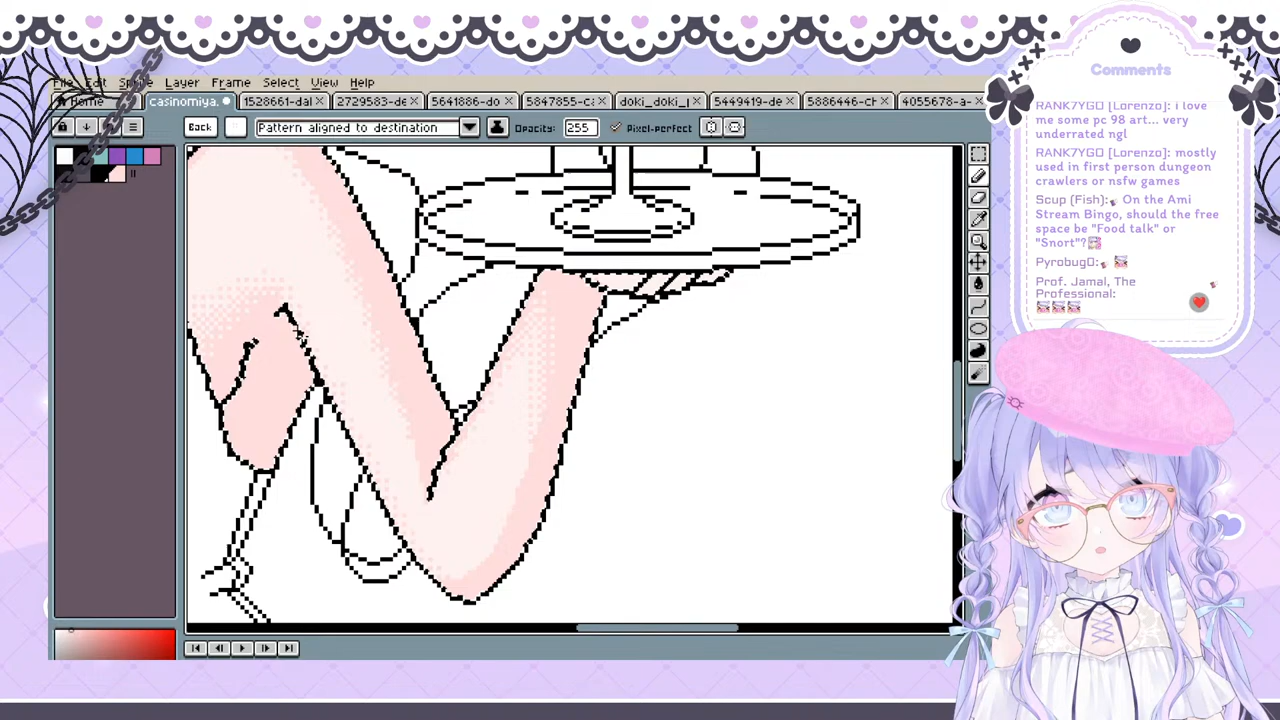 Comments
File Edit Sprite Layer Frame Select View Help
Home casinomiya. 1528661-dal 2729583-de 5641886-do 5847855-c doki_doki_ 5449419-de 5886446-ch 4055678-a
Back Pattern aligned to destination Opacity: 255 Pixel-perfect
RANK7YGO [Lorenzo]: i love
me some pc 98 art... very
underrated ngl
RANK7YGO [Lorenzo]: mostly
used in first person dungeon
crawlers or nsfw games
Scup (Fish): On the Ami
Stream Bingo, should the free
space be "Food talk" or
"Snort"?
PyrobugO:
Prof. Jamal, The
Professional: